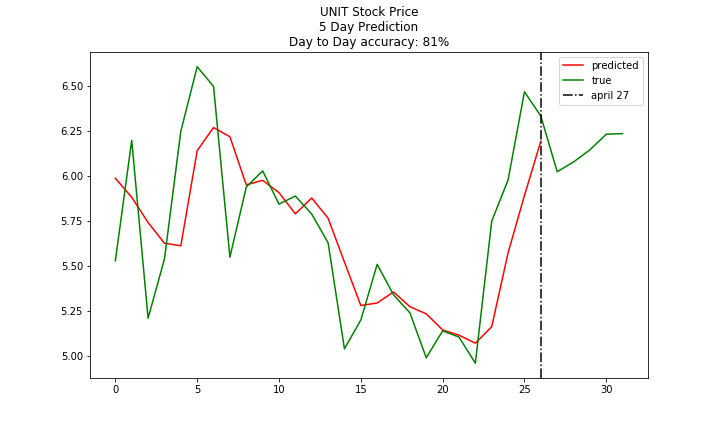 UNIT Stock Price
5 Day Prediction
Day to Day accuracy: 81%
predicted
true
april 27
6.50
6.25
6.00
5.75
5.50
5.25
5.00
0 5 10 15 20 25 30